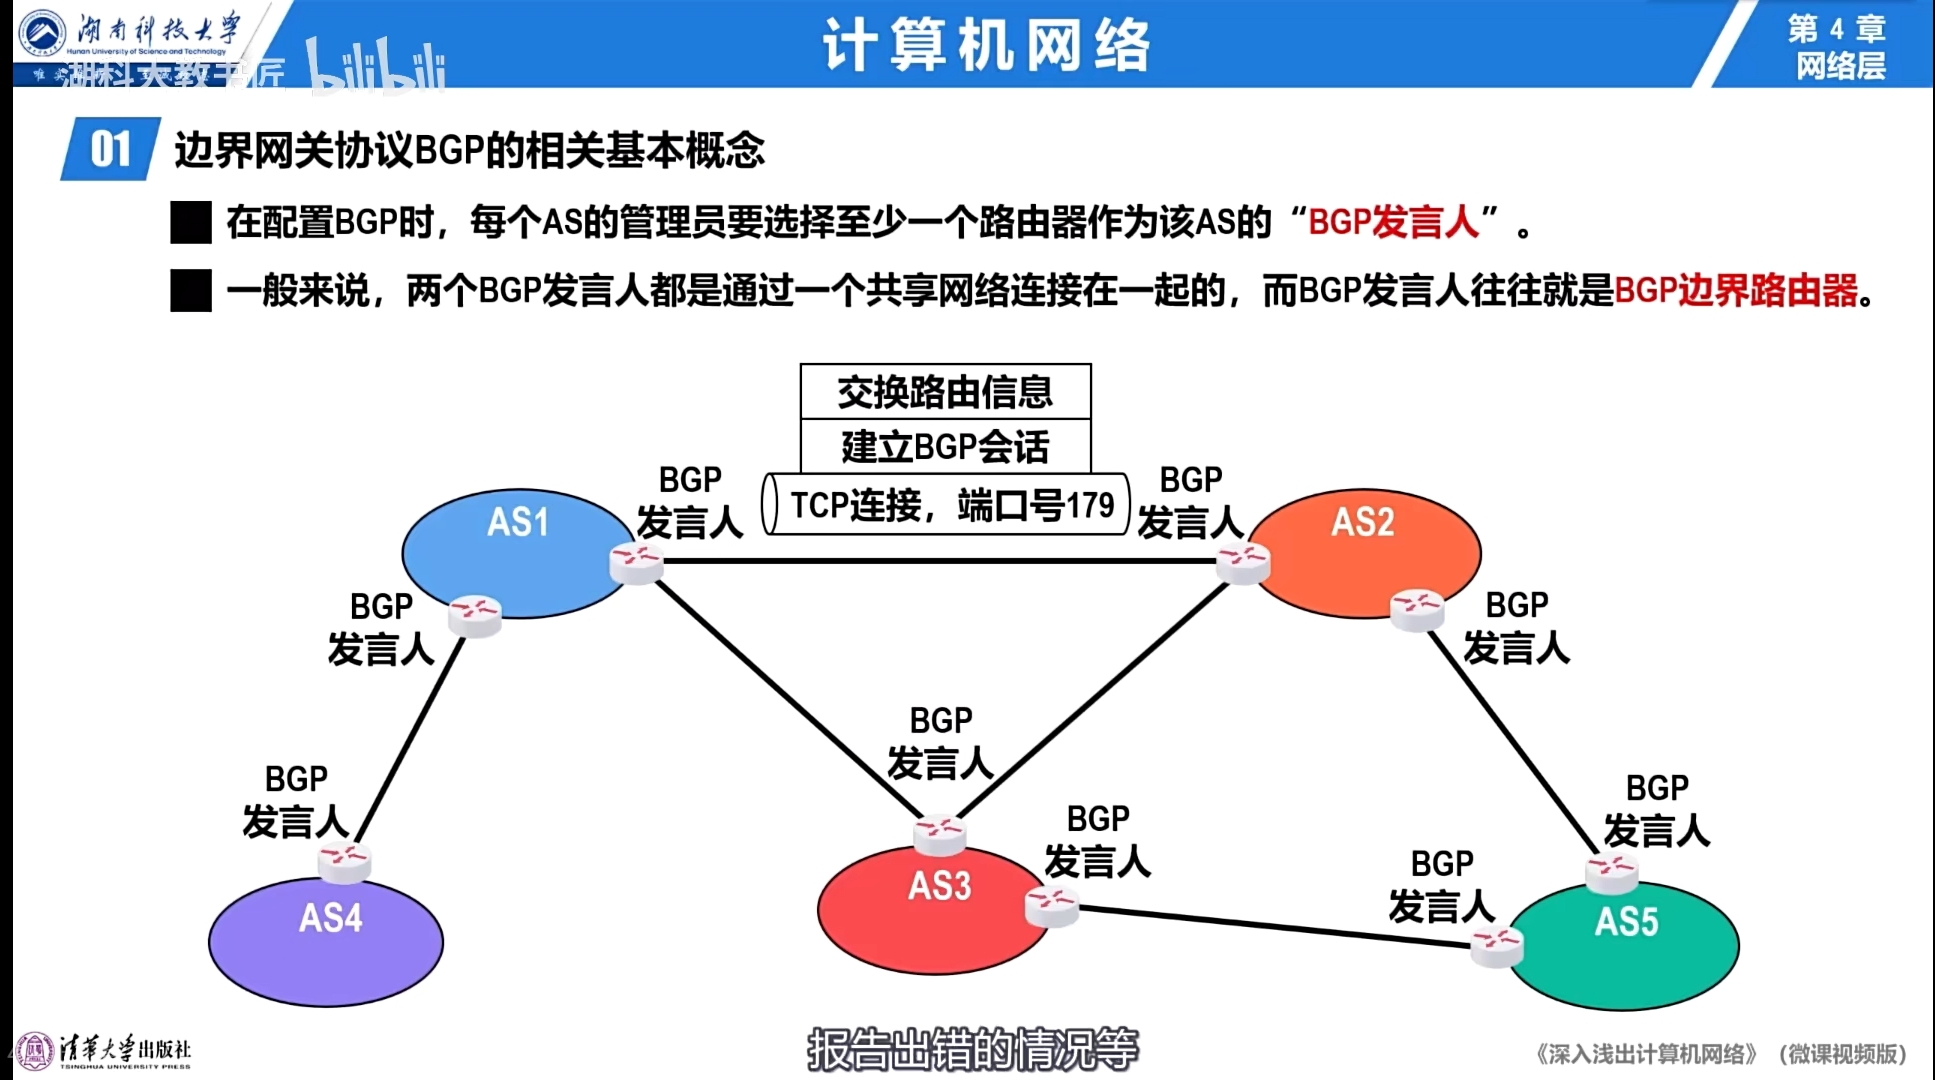 湖南科技大学
Hunan University of Science and Technology
湖科大教书匠 bilibili
计算机网络
第 4 章
网络层
01 边界网关协议BGP的相关基本概念
在配置BGP时，每个AS的管理员要选择至少一个路由器作为该AS的“BGP发言人”。
一般来说，两个BGP发言人都是通过一个共享网络连接在一起的，而BGP发言人往往就是BGP边界路由器。
交换路由信息
建立BGP会话
TCP连接，端口号179
BGP
发言人
BGP
发言人
AS1
AS2
BGP
发言人
BGP
发言人
BGP
发言人
BGP
发言人
BGP
发言人
BGP
发言人
BGP
发言人
AS4
AS3
AS5
清华大学出版社
TSINGHUA UNIVERSITY PRESS
报告出错的情况等
《深入浅出计算机网络》（微课视频版）